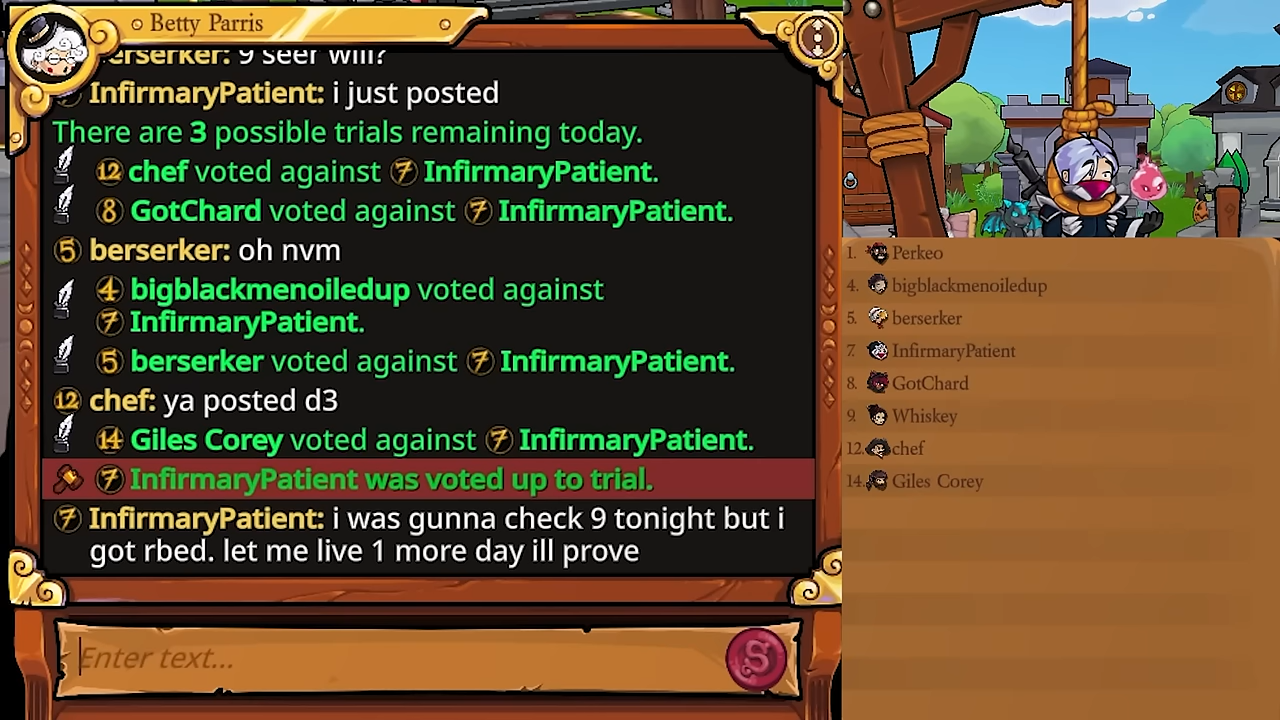 Betty Parris
berserker: 9 seer will?
InfirmaryPatient: i just posted
There are 3 possible trials remaining today.
12 chef voted against 7 InfirmaryPatient.
8 GotChard voted against 7 InfirmaryPatient.
5 berserker: oh nvm
4 bigblackmenoiledup voted against
7 InfirmaryPatient.
5 berserker voted against 7 InfirmaryPatient.
12 chef: ya posted d3
14 Giles Corey voted against 7 InfirmaryPatient.
7 InfirmaryPatient was voted up to trial.
7 InfirmaryPatient: i was gunna check 9 tonight but i
got rbed. let me live 1 more day ill prove
Enter text...
S
1. Perkeo
4. bigblackmenoiledup
5. berserker
7. InfirmaryPatient
8. GotChard
9. Whiskey
12. chef
14. Giles Corey